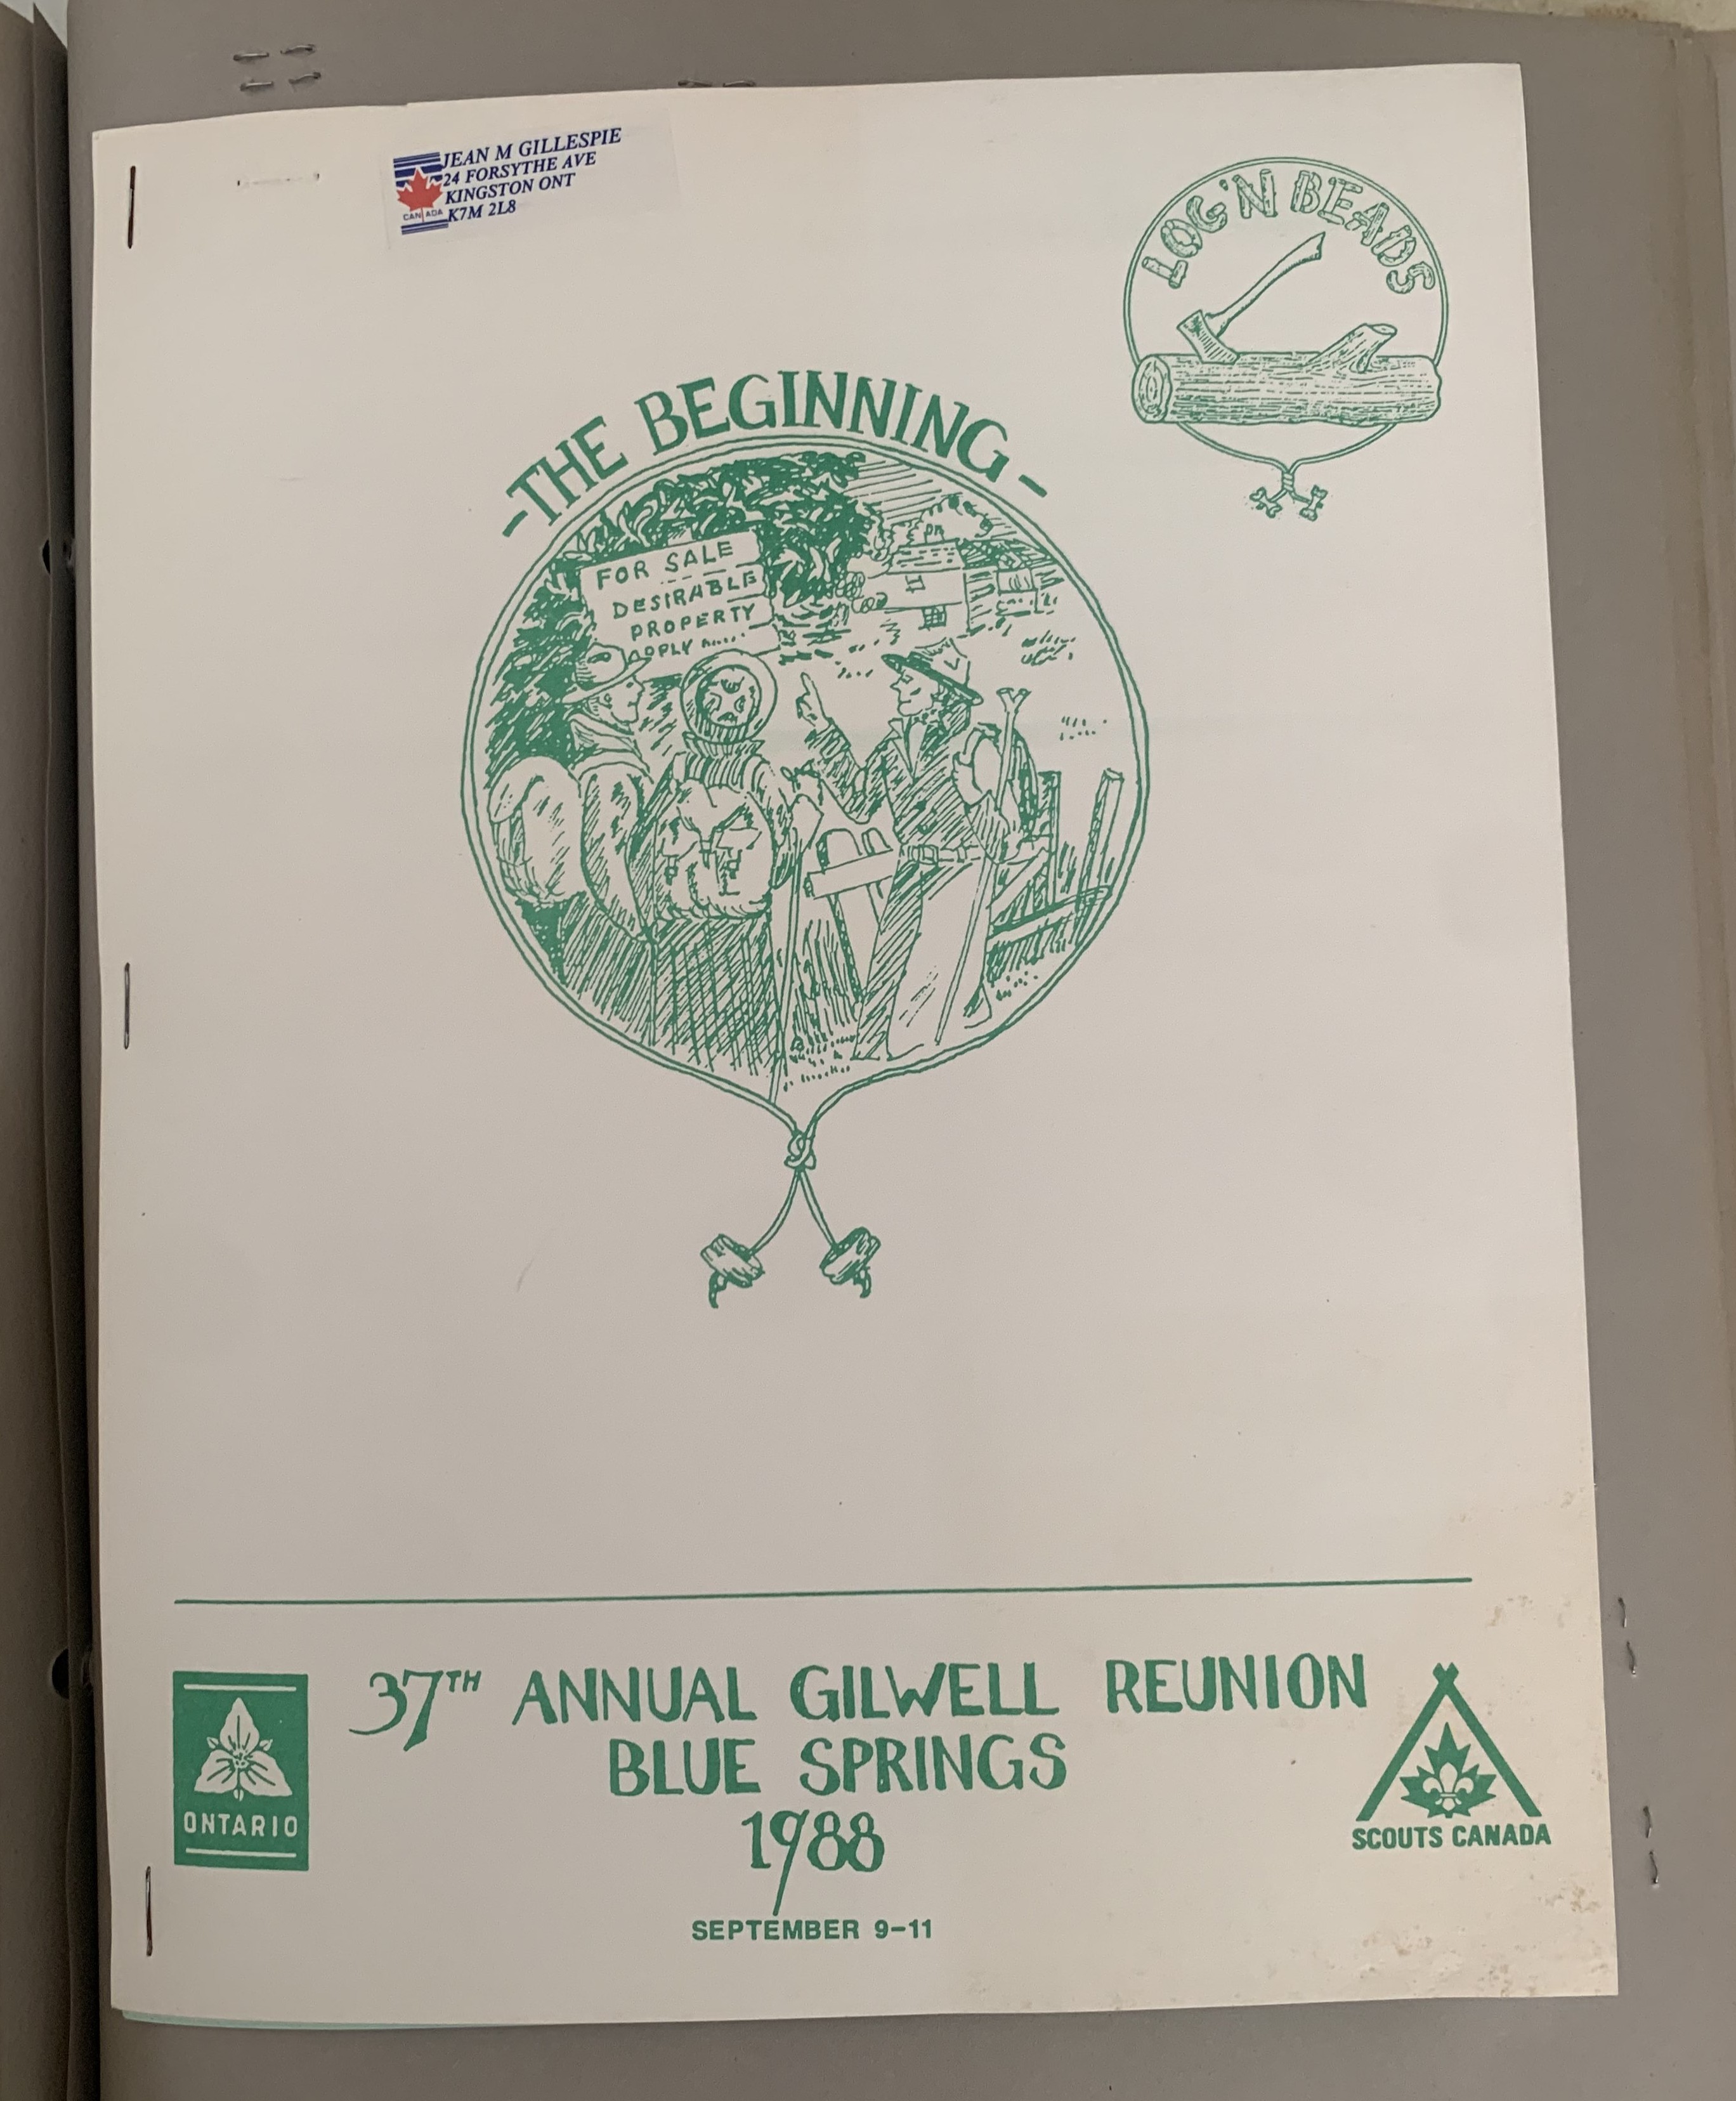 JEAN M GILLESPIE
24 FORSYTHE AVE
KINGSTON ONT
K7M 2L8
CANADA
LOG 'N BEADS
-THE BEGINNING-
FOR SALE
DESIRABLE
PROPERTY
APPLY
37TH ANNUAL GILWELL REUNION
BLUE SPRINGS
1988
SEPTEMBER 9-11
ONTARIO
SCOUTS CANADA